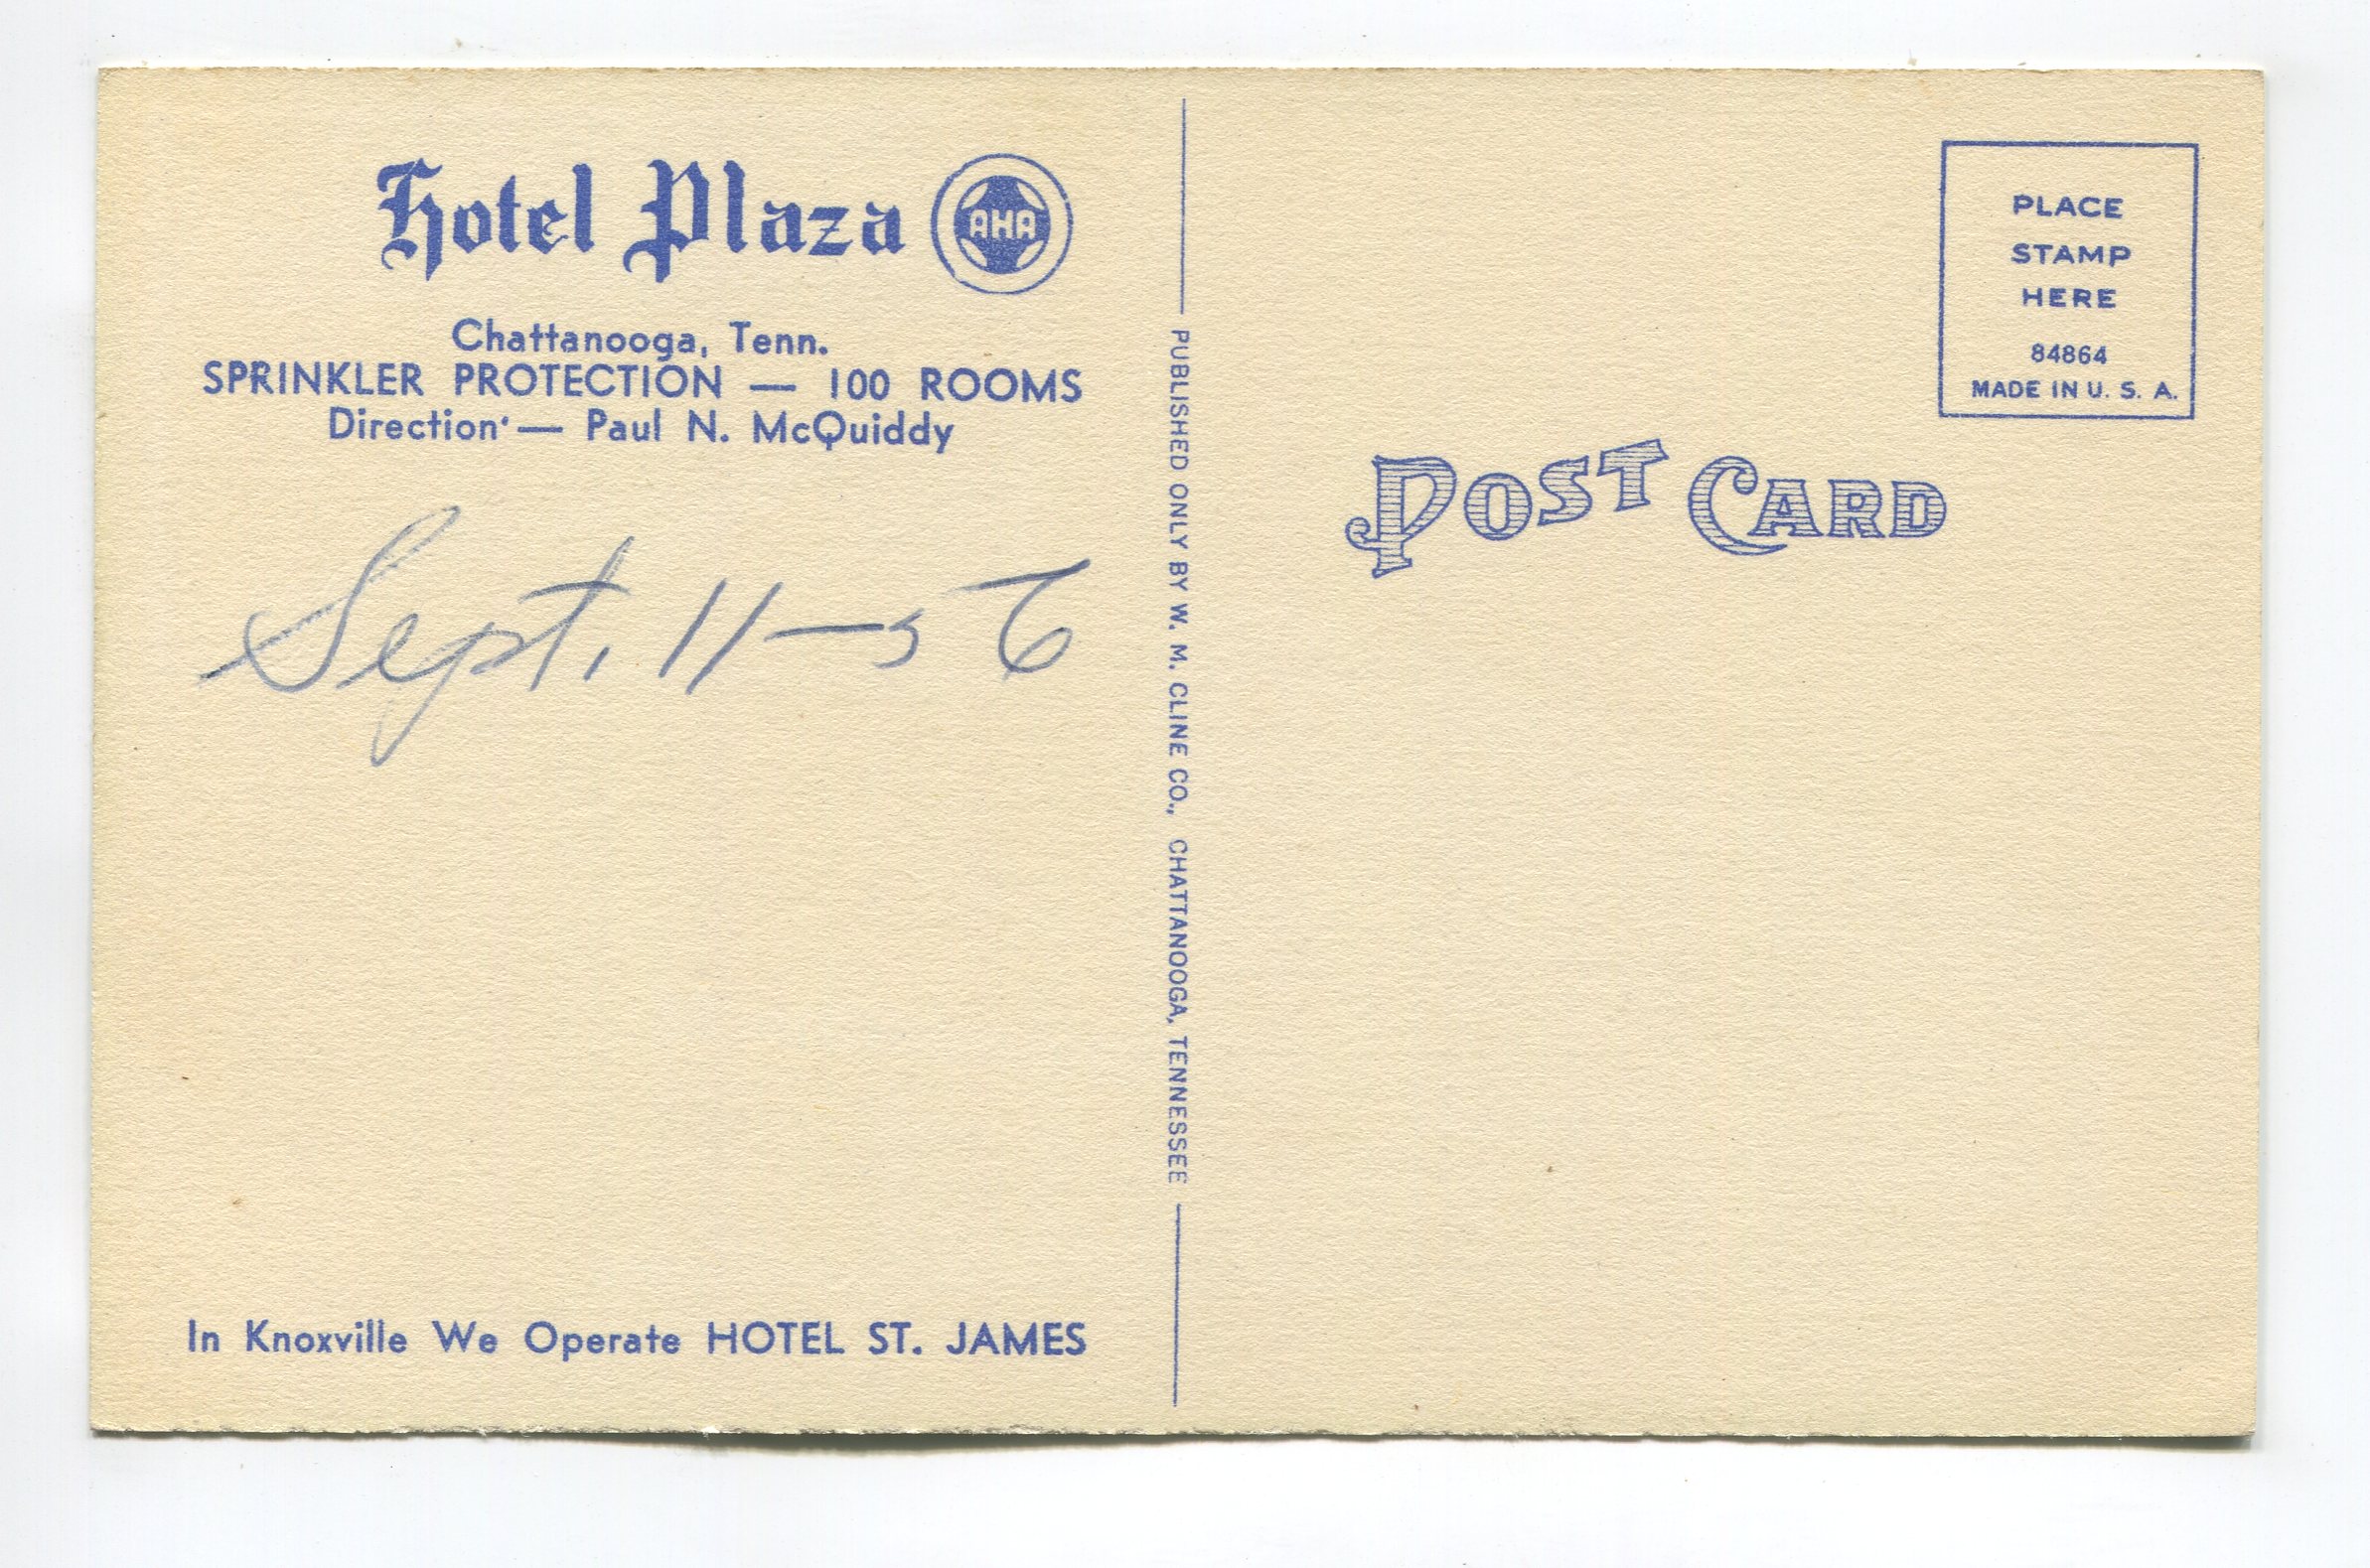 Hotel Plaza AHA
Chattanooga, Tenn.
SPRINKLER PROTECTION — 100 ROOMS
Direction — Paul N. McQuiddy
Sept. 11—56
In Knoxville We Operate HOTEL ST. JAMES
PUBLISHED ONLY BY W. M. CLINE CO., CHATTANOOGA, TENNESSEE
PLACE
STAMP
HERE
84864
MADE IN U. S. A.
POST CARD